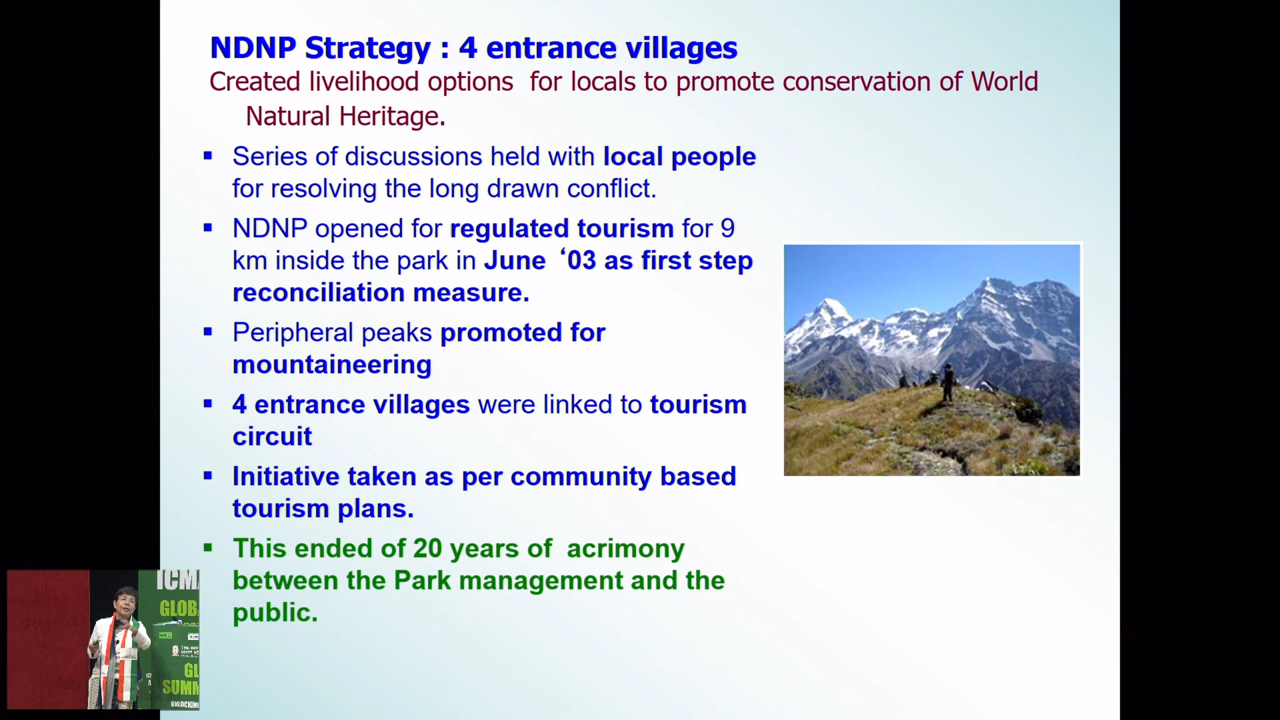 NDNP Strategy : 4 entrance villages
Created livelihood options for locals to promote conservation of World
Natural Heritage.
▪ Series of discussions held with local people
for resolving the long drawn conflict.
▪ NDNP opened for regulated tourism for 9
km inside the park in June ‘03 as first step
reconciliation measure.
▪ Peripheral peaks promoted for
mountaineering
▪ 4 entrance villages were linked to tourism
circuit
▪ Initiative taken as per community based
tourism plans.
▪ This ended of 20 years of acrimony
between the Park management and the
public.
ICMA
GLOB
GL
SUMM